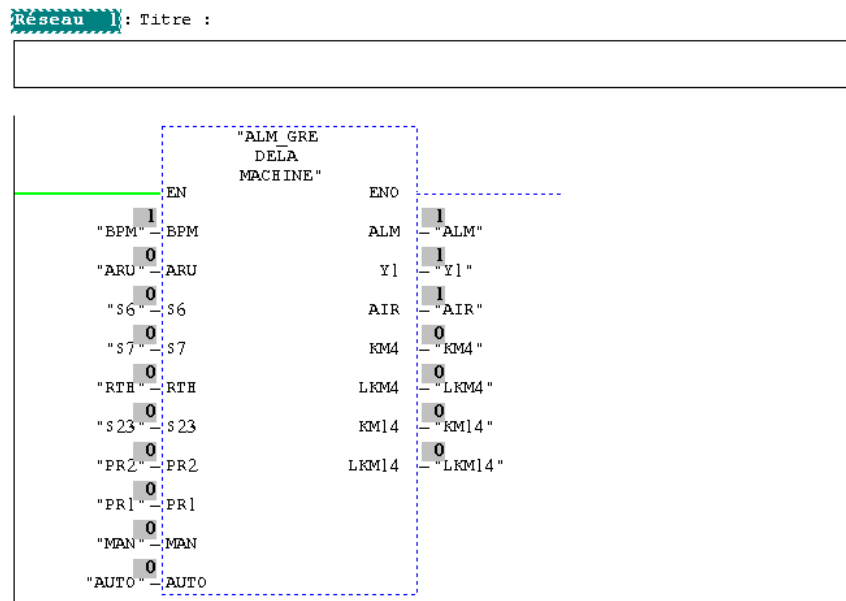 Réseau 1: Titre :
"ALM_GRE
DELA
MACHINE"
EN ENO
1 1
"BPM" BPM ALM "ALM"
0 1
"ARU" ARU Y1 "Y1"
0 1
"S6" S6 AIR "AIR"
0 0
"S7" S7 KM4 "KM4"
0 0
"RTH" RTH LKM4 "LKM4"
0 0
"S23" S23 KM14 "KM14"
0 0
"PR2" PR2 LKM14 "LKM14"
0
"PR1" PR1
0
"MAN" MAN
0
"AUTO" AUTO